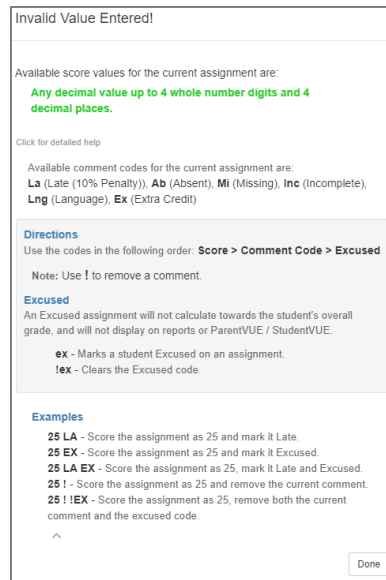 Invalid Value Entered!
Available score values for the current assignment are:
Any decimal value up to 4 whole number digits and 4
decimal places.
Click for detailed help
Available comment codes for the current assignment are:
La (Late (10% Penalty)), Ab (Absent), Mi (Missing), Inc (Incomplete),
Lng (Language), Ex (Extra Credit)
Directions
Use the codes in the following order: Score > Comment Code > Excused
Note: Use ! to remove a comment.
Excused
An Excused assignment will not calculate towards the student's overall
grade, and will not display on reports or ParentVUE / StudentVUE.
ex - Marks a student Excused on an assignment.
!ex - Clears the Excused code.
Examples
25 LA - Score the assignment as 25 and mark it Late.
25 EX - Score the assignment as 25 and mark it Excused.
25 LA EX - Score the assignment as 25, mark it Late and Excused.
25 ! - Score the assignment as 25 and remove the current comment.
25 ! !EX - Score the assignment as 25, remove both the current
comment and the excused code.
Done